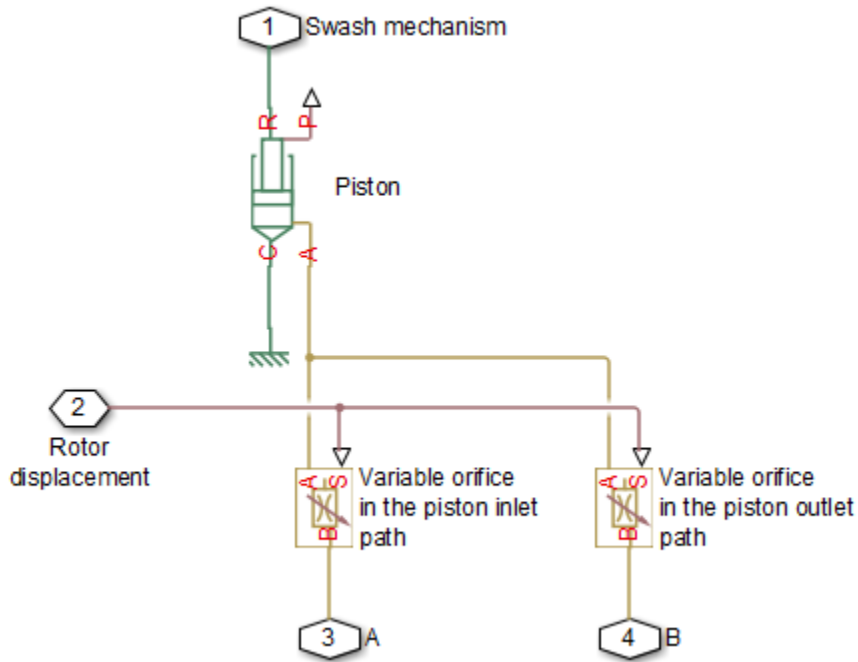 1 Swash mechanism
R P
Piston
C A
2
Rotor
displacement
A S Variable orifice
in the piston inlet
B path
A S Variable orifice
in the piston outlet
B path
3 A
4 B